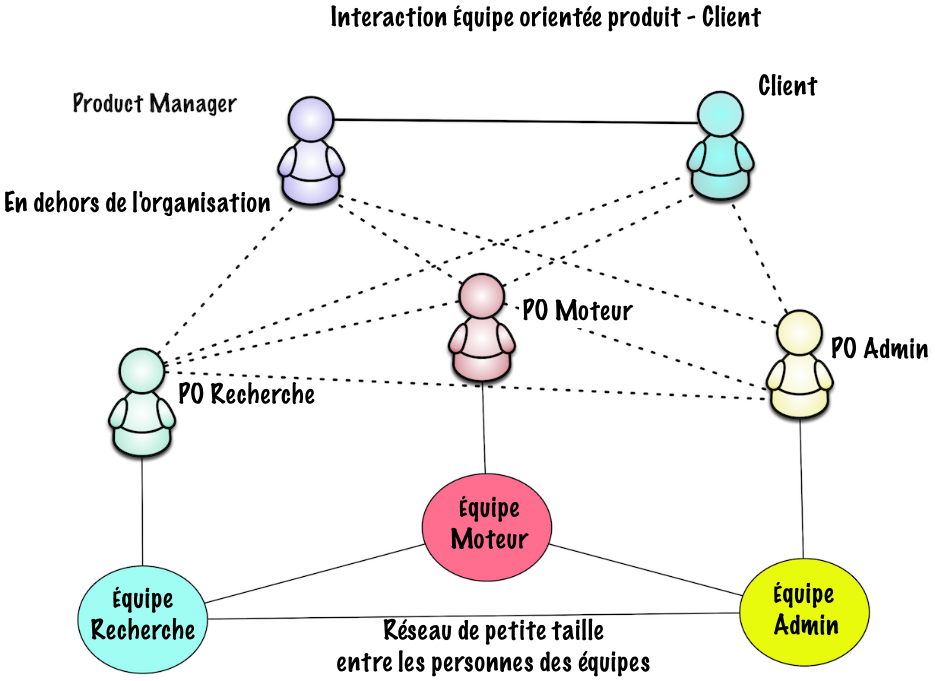 Interaction Équipe orientée produit - Client
Client
Product Manager
En dehors de l'organisation
PO Moteur
PO Admin
PO Recherche
Équipe
Moteur
Équipe
Recherche
Équipe
Admin
Réseau de petite taille
entre les personnes des équipes